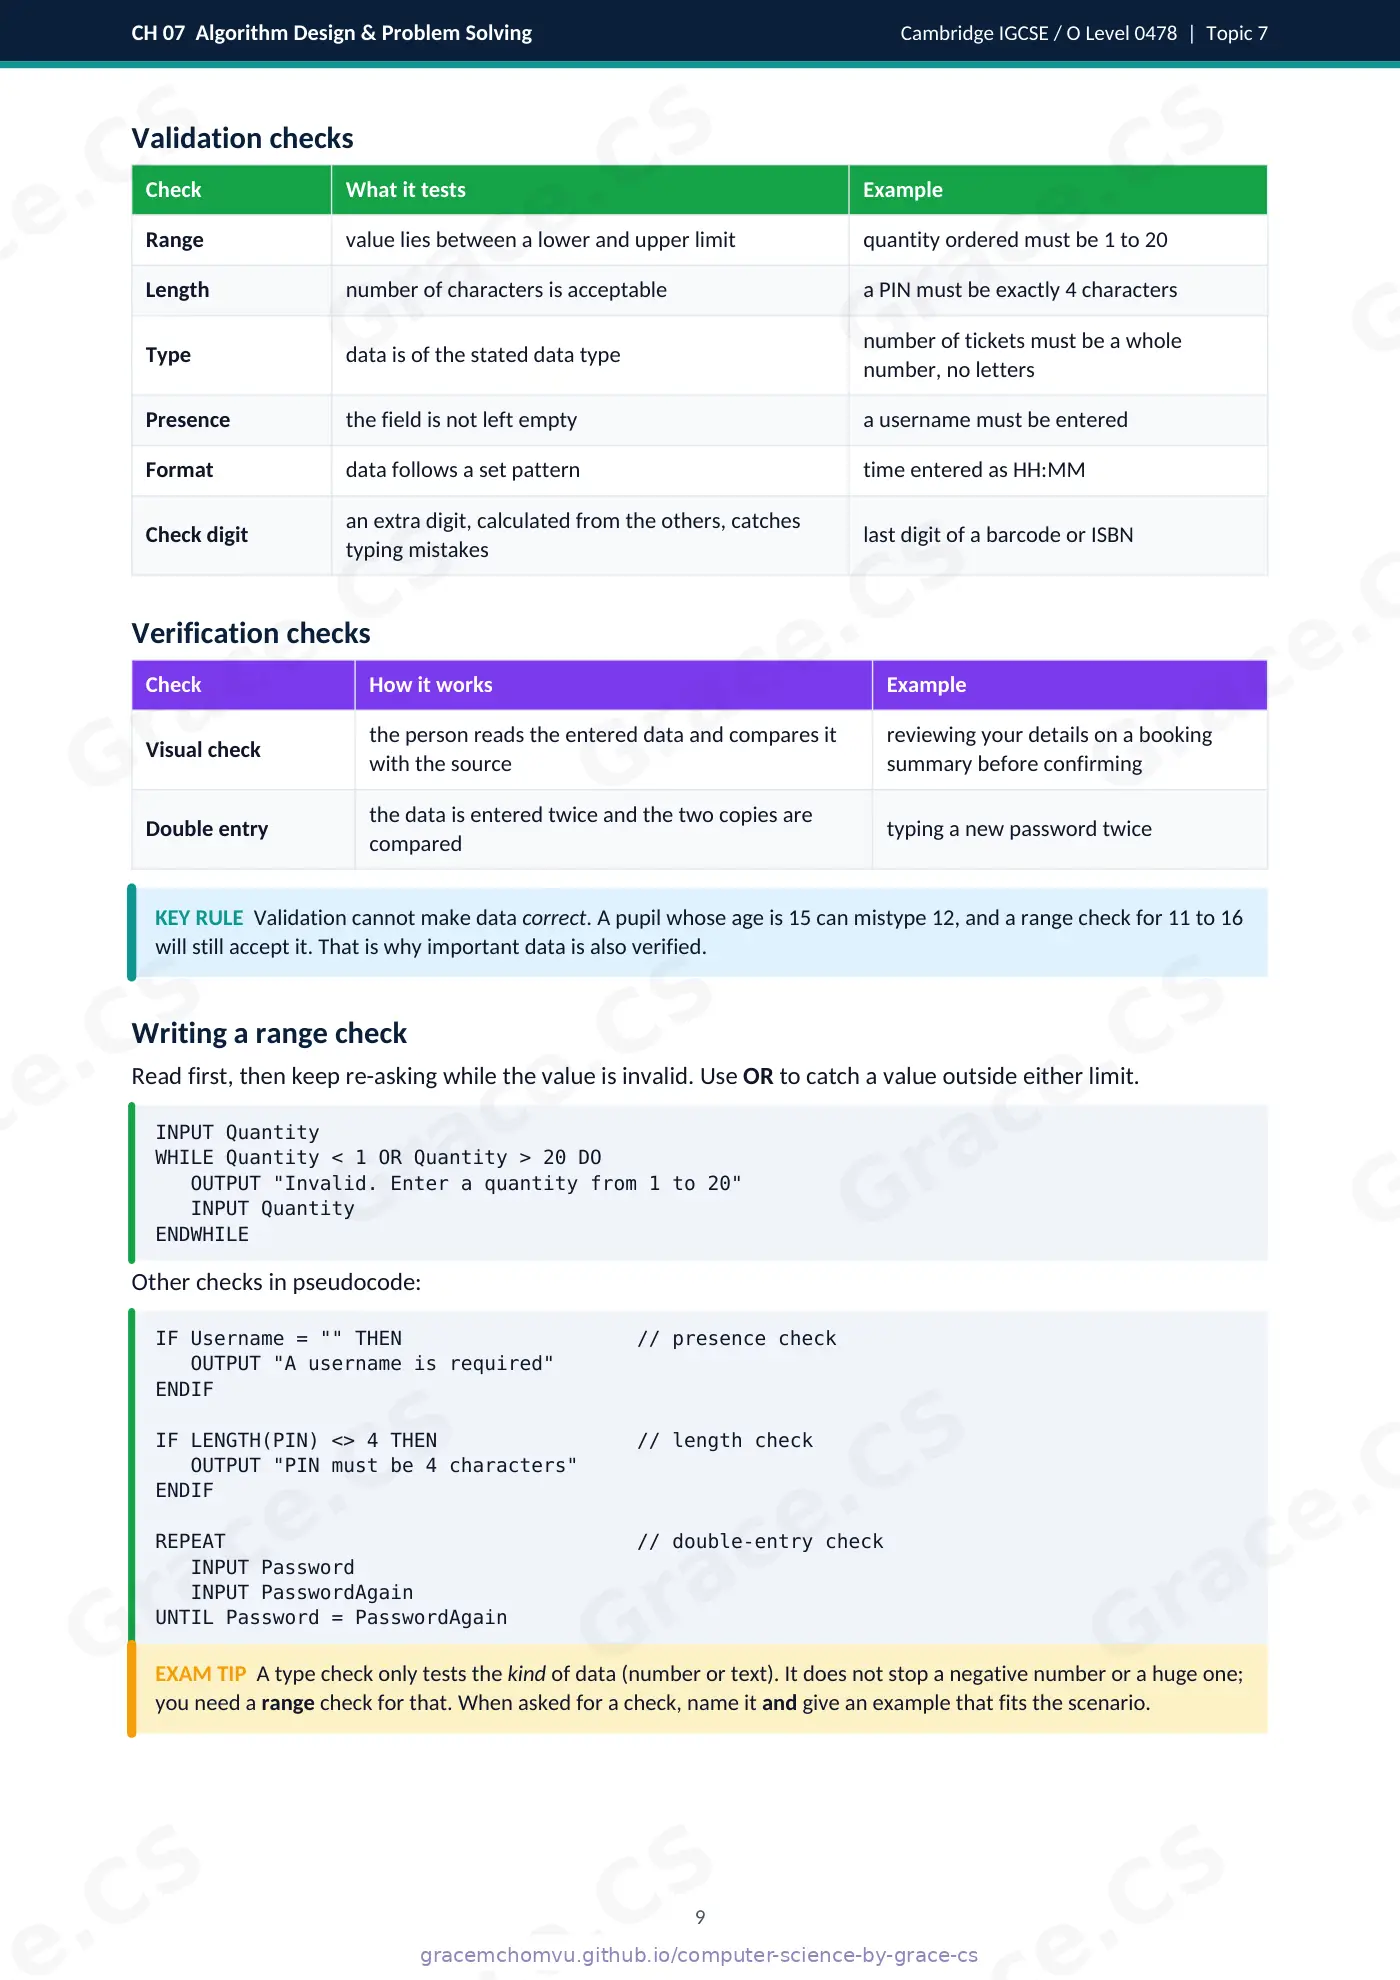 CH 07 Algorithm Design & Problem Solving
Cambridge IGCSE / O Level 0478 | Topic 7
Validation checks
Check What it tests Example
Range value lies between a lower and upper limit quantity ordered must be 1 to 20
Length number of characters is acceptable a PIN must be exactly 4 characters
Type data is of the stated data type number of tickets must be a whole
number, no letters
Presence the field is not left empty a username must be entered
Format data follows a set pattern time entered as HH:MM
Check digit an extra digit, calculated from the others, catches
typing mistakes last digit of a barcode or ISBN
Verification checks
Check How it works Example
Visual check the person reads the entered data and compares it
with the source reviewing your details on a booking
summary before confirming
Double entry the data is entered twice and the two copies are
compared typing a new password twice
KEY RULE Validation cannot make data correct. A pupil whose age is 15 can mistype 12, and a range check for 11 to 16
will still accept it. That is why important data is also verified.
Writing a range check
Read first, then keep re-asking while the value is invalid. Use OR to catch a value outside either limit.
INPUT Quantity
WHILE Quantity < 1 OR Quantity > 20 DO
   OUTPUT "Invalid. Enter a quantity from 1 to 20"
   INPUT Quantity
ENDWHILE
Other checks in pseudocode:
IF Username = "" THEN // presence check
   OUTPUT "A username is required"
ENDIF
IF LENGTH(PIN) <> 4 THEN // length check
   OUTPUT "PIN must be 4 characters"
ENDIF
REPEAT // double-entry check
   INPUT Password
   INPUT PasswordAgain
UNTIL Password = PasswordAgain
EXAM TIP A type check only tests the kind of data (number or text). It does not stop a negative number or a huge one;
you need a range check for that. When asked for a check, name it and give an example that fits the scenario.
9
gracemchomvu.github.io/computer-science-by-grace-cs
Grace.CS